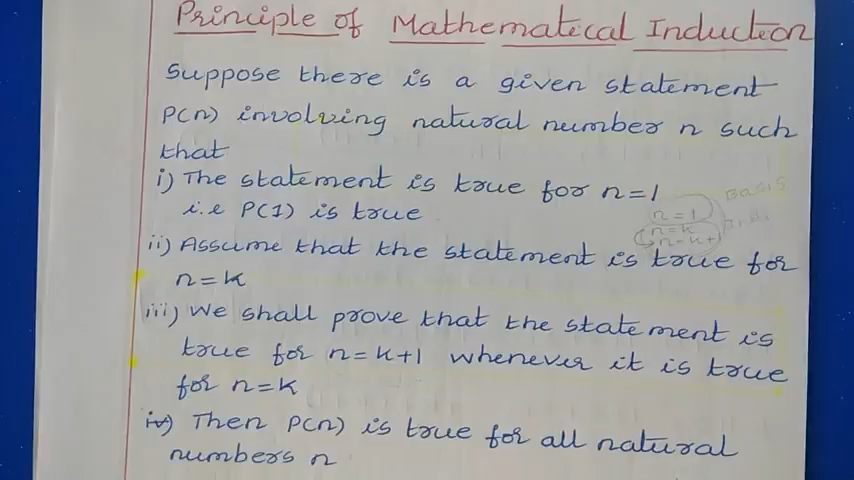 Principle of Mathematical Induction
Suppose there is a given statement
P(n) involving natural number n such
that
i) The statement is true for n=1
i.e P(1) is true
Basis
n=1
n=k
n=k+1
ii) Assume that the statement is true for
n=k
iii) We shall prove that the statement is
true for n=k+1 whenever it is true
for n=k
iv) Then P(n) is true for all natural
numbers n